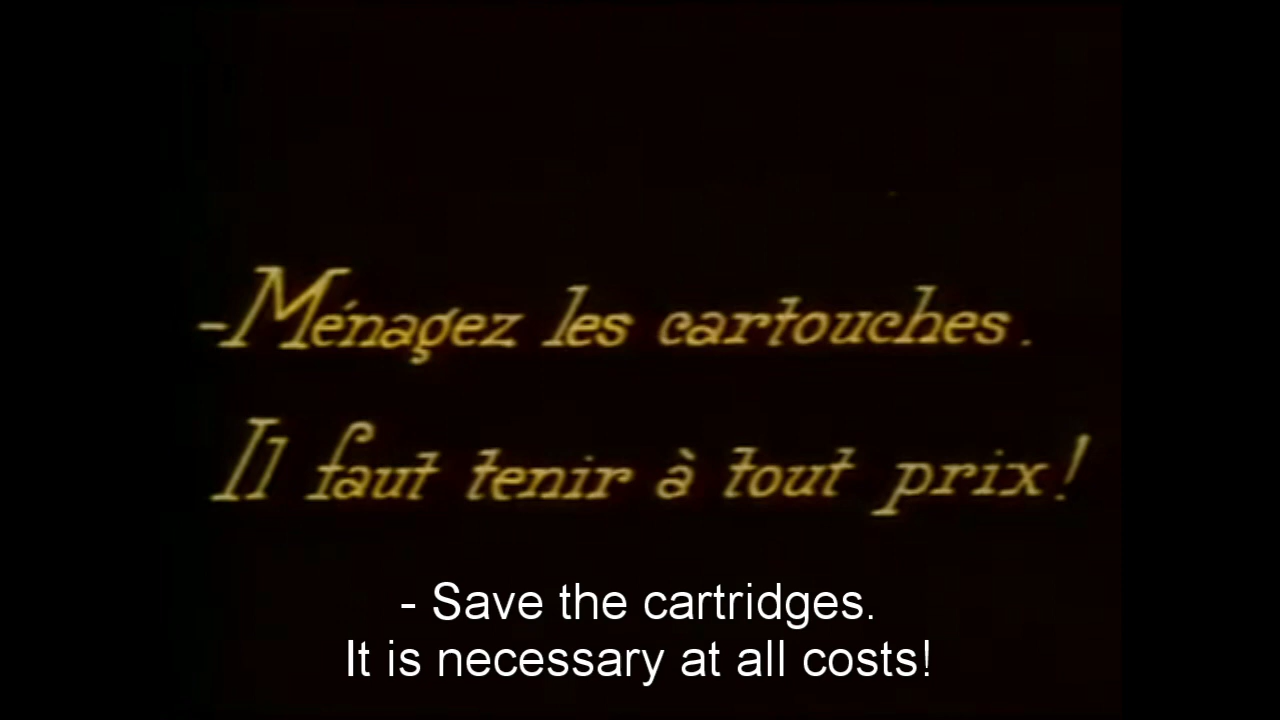 -Ménagez les cartouches.
Il faut tenir à tout prix!
- Save the cartridges.
It is necessary at all costs!